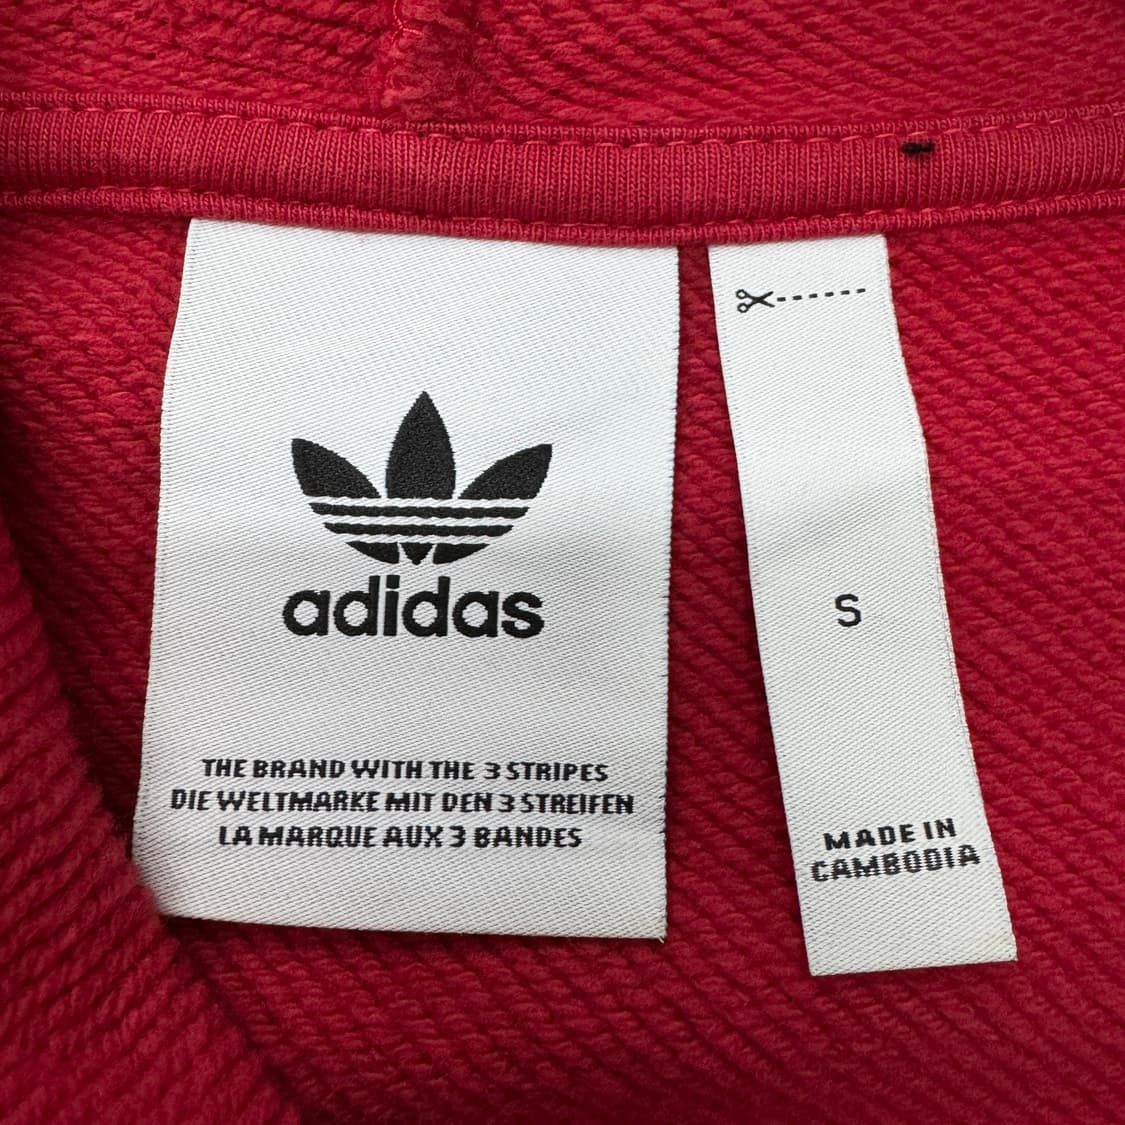 adidas
THE BRAND WITH THE 3 STRIPES
DIE WELTMARKE MIT DEN 3 STREIFEN
LA MARQUE AUX 3 BANDES
S
MADE IN
CAMBODIA